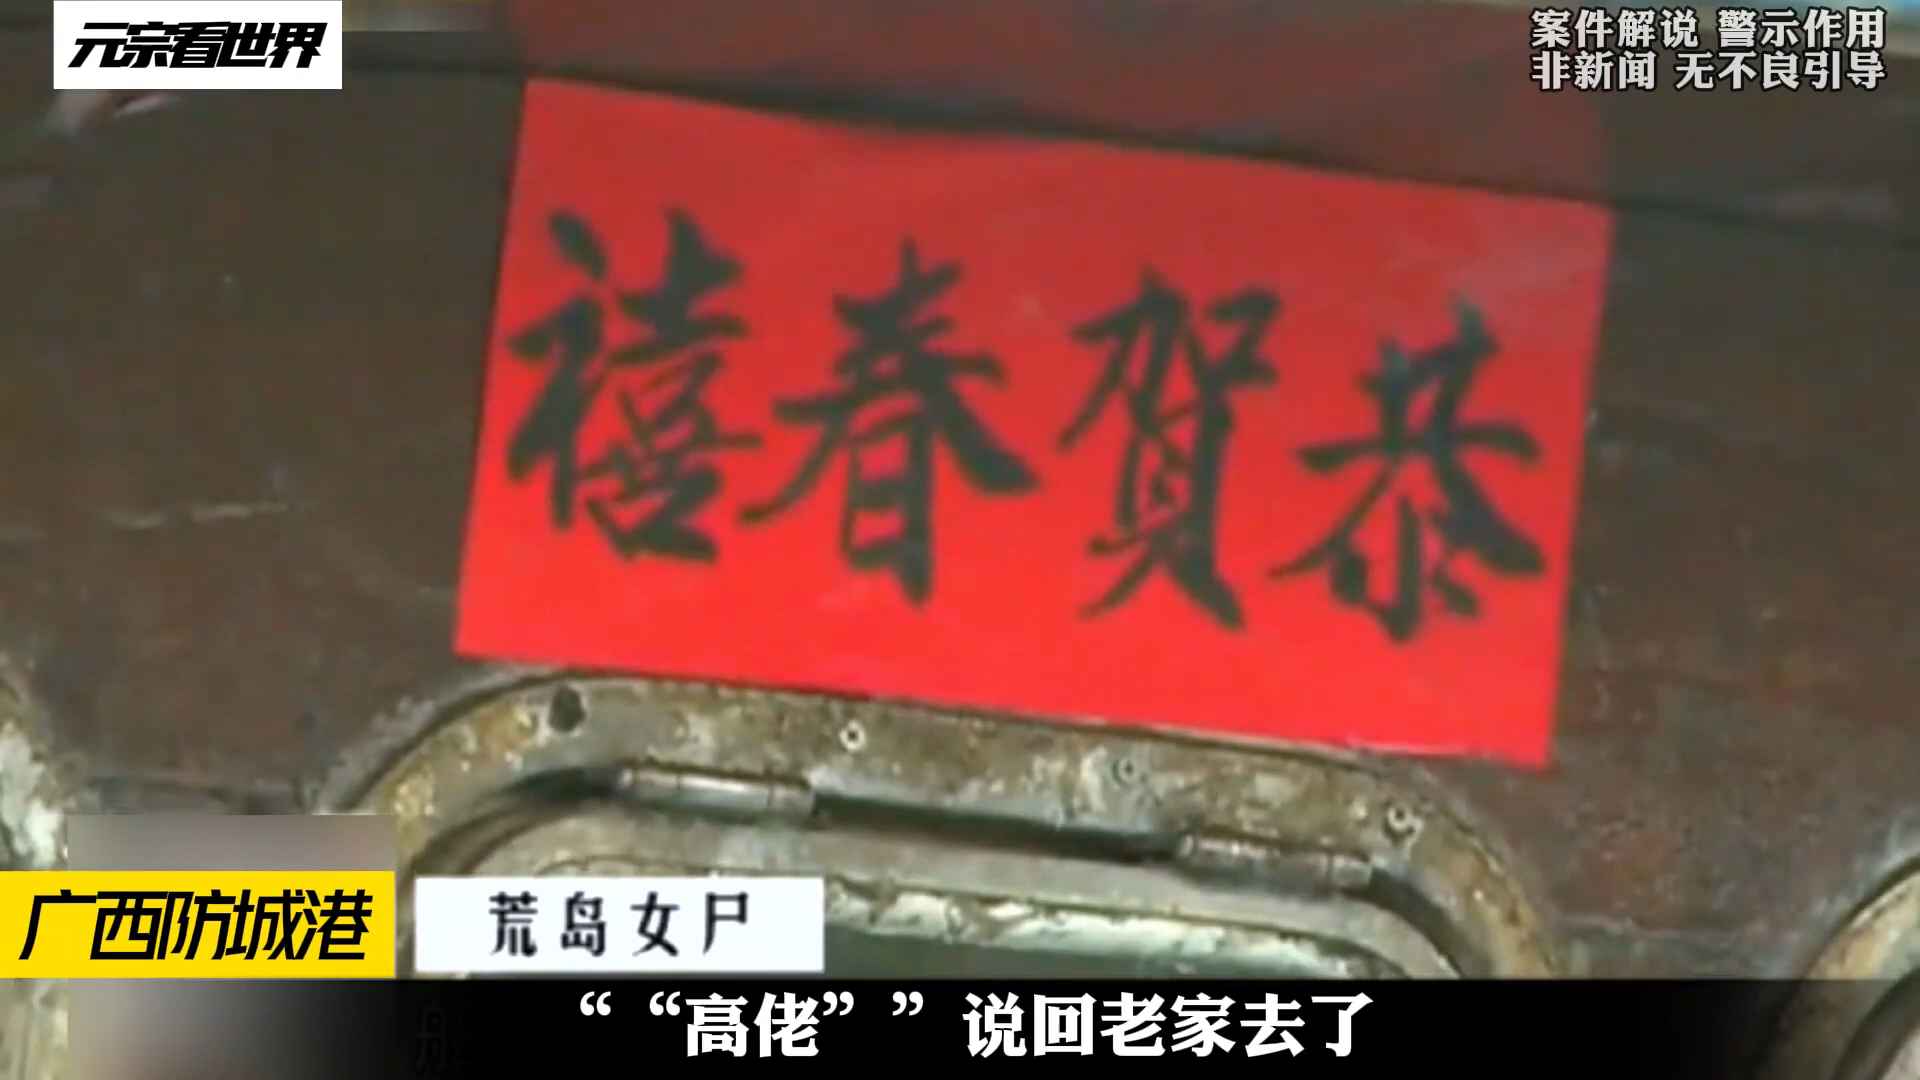 元宗看世界
案件解说 警示作用
非新闻 无不良引导
禧春賀恭
广西防城港
荒岛女尸
““高佬””说回老家去了